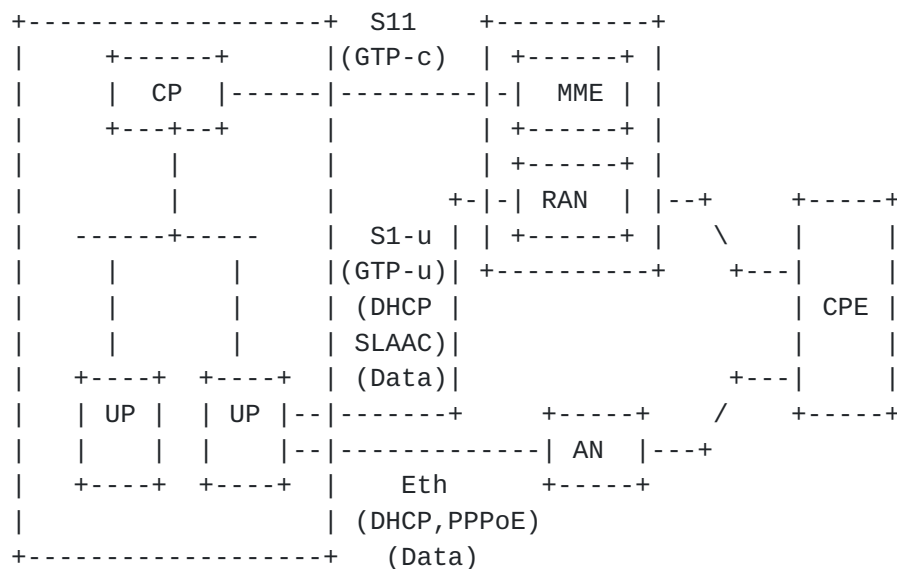 S11
(GTP-c)
CP MME
RAN
S1-u
(GTP-u)
(DHCP CPE
SLAAC)
(Data)
UP UP
AN
Eth
(DHCP,PPPoE)
(Data)